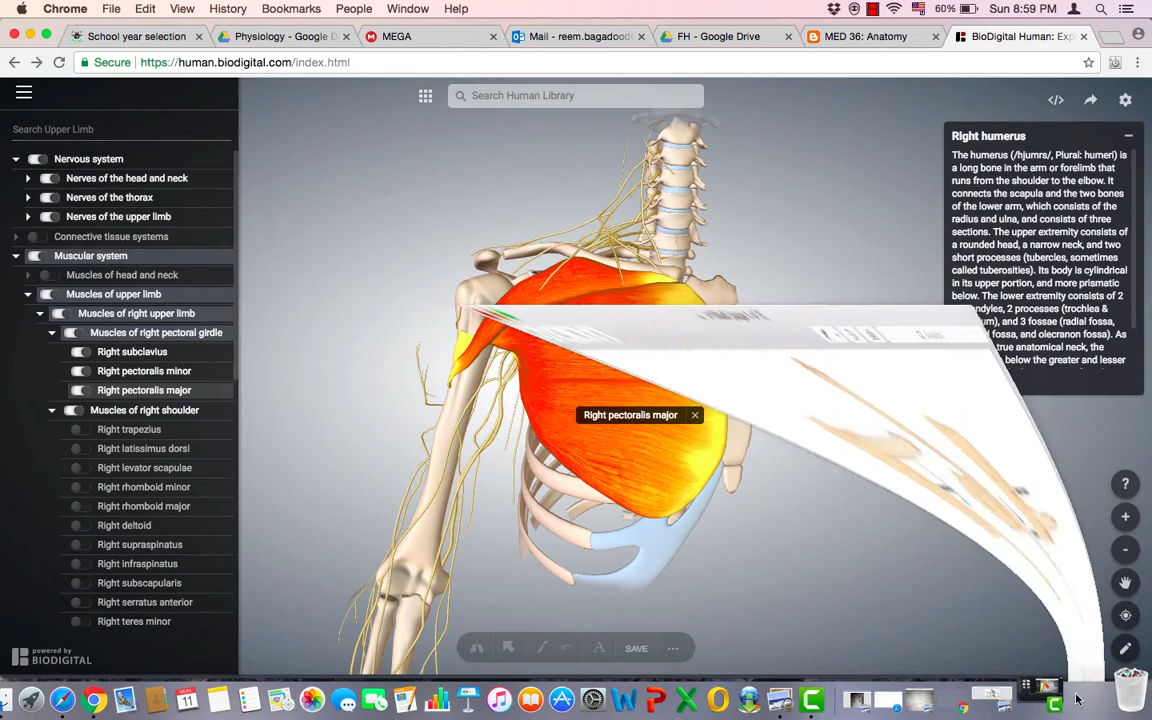 Chrome File Edit View History Bookmarks People Window Help 60% Sun 8:59 PM
School year selection Physiology - Google D MEGA Mail - reem.bagadood FH - Google Drive MED 36: Anatomy BioDigital Human: Exp
Secure https://human.biodigital.com/index.html
Search Human Library
Search Upper Limb
Nervous system
Nerves of the head and neck
Nerves of the thorax
Nerves of the upper limb
Connective tissue systems
Muscular system
Muscles of head and neck
Muscles of upper limb
Muscles of right upper limb
Muscles of right pectoral girdle
Right subclavius
Right pectoralis minor
Right pectoralis major
Muscles of right shoulder
Right trapezius
Right latissimus dorsi
Right levator scapulae
Right rhomboid minor
Right rhomboid major
Right deltoid
Right supraspinatus
Right infraspinatus
Right subscapularis
Right serratus anterior
Right teres minor
powered by
BIODIGITAL
Right pectoralis major
Right humerus
The humerus (/hjumrs/, Plural: humeri) is
a long bone in the arm or forelimb that
runs from the shoulder to the elbow. It
connects the scapula and the two bones
of the lower arm, which consists of the
radius and ulna, and consists of three
sections. The upper extremity consists of
a rounded head, a narrow neck, and two
short processes (tubercles, sometimes
called tuberosities). Its body is cylindrical
in its upper portion, and more prismatic
below. The lower extremity consists of 2
ndyles, 2 processes (trochlea &
um), and 3 fossae (radial fossa,
d fossa, and olecranon fossa). As
true anatomical neck, the
below the greater and lesser
?
+
-
A SAVE ...
JUL
11